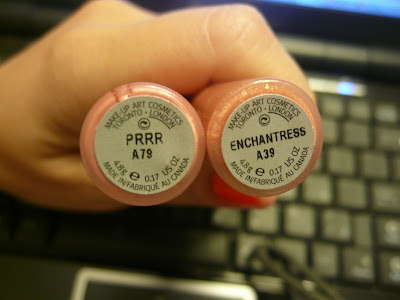 MAKE-UP ART COSMETICS
TORONTO - LONDON
PRRR
A79
4.8 g e 0.17 US OZ
MADE IN/FABRIQUÉ AU CANADA
MAKE-UP ART COSMETICS
TORONTO - LONDON
ENCHANTRESS
A39
4.8 g e 0.17 US OZ
MADE IN/FABRIQUÉ AU CANADA